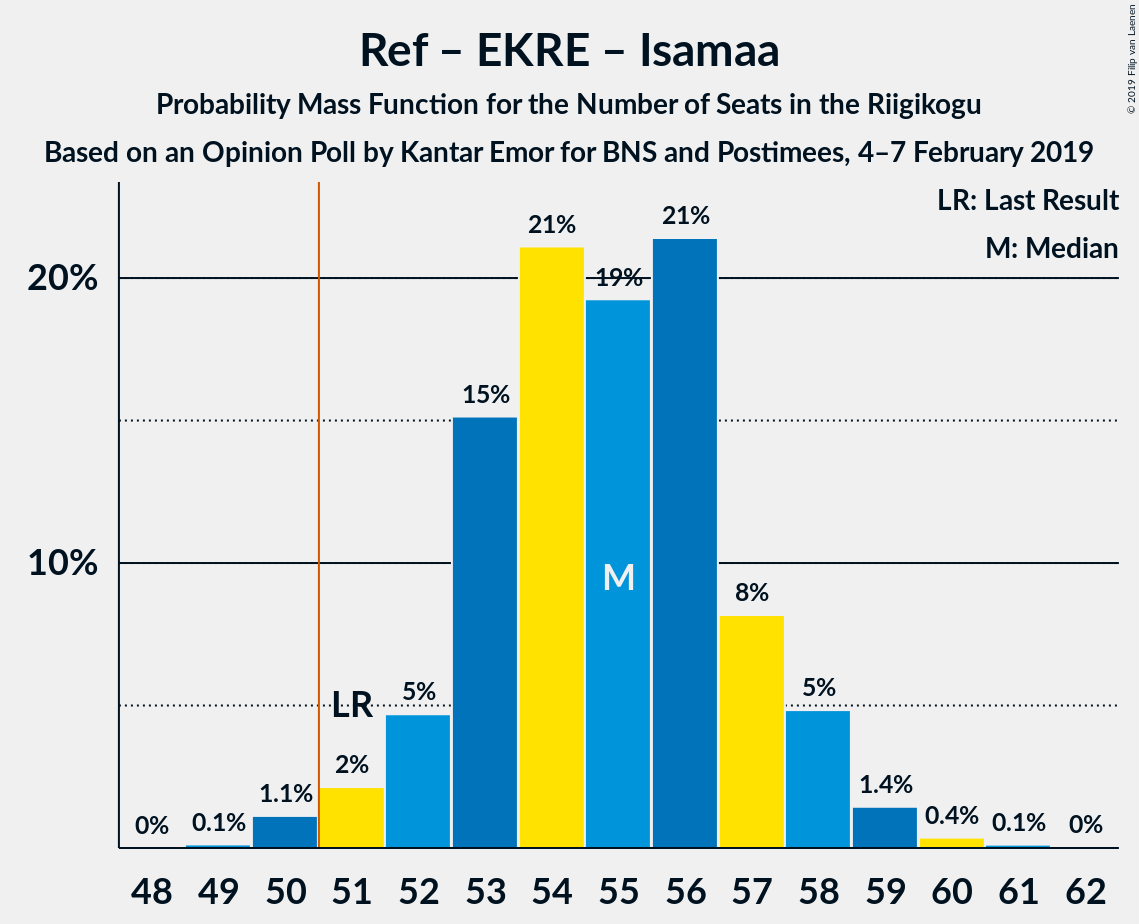 Ref – EKRE – Isamaa
Probability Mass Function for the Number of Seats in the Riigikogu
Based on an Opinion Poll by Kantar Emor for BNS and Postimees, 4–7 February 2019
© 2019 Filip van Laenen
LR: Last Result
M: Median
20%
10%
0%
0.1%
1.1%
2%
LR
5%
15%
21%
19%
M
21%
8%
5%
1.4%
0.4%
0.1%
0%
48 49 50 51 52 53 54 55 56 57 58 59 60 61 62